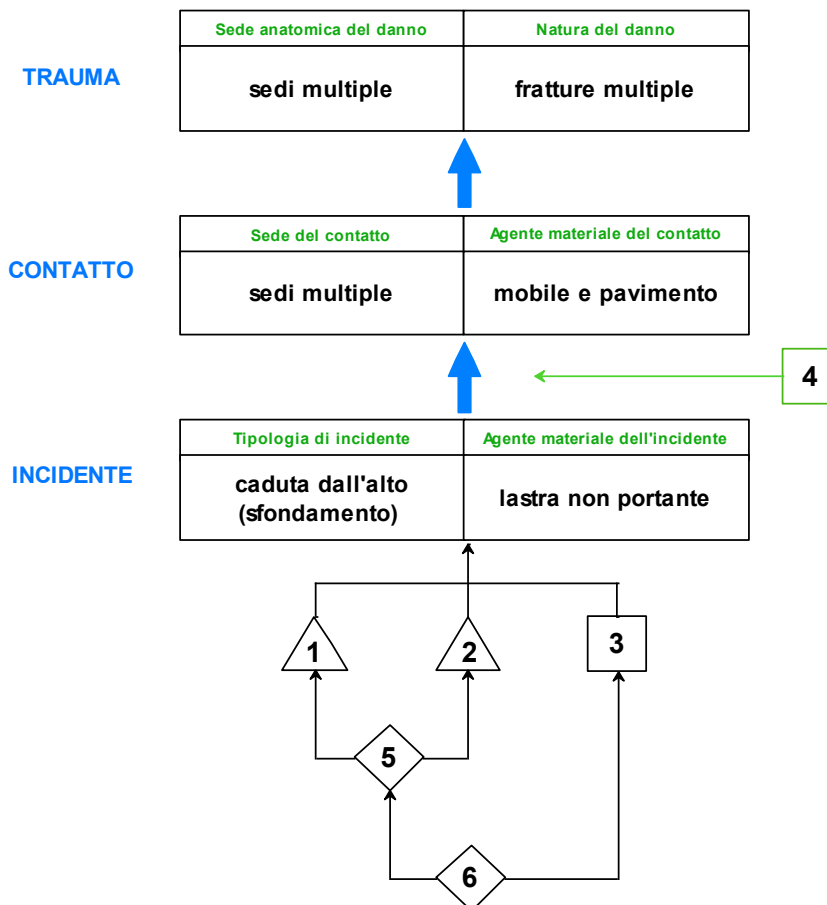 Sede anatomica del danno
Natura del danno
TRAUMA
sedi multiple
fratture multiple
Sede del contatto
Agente materiale del contatto
CONTATTO
sedi multiple
mobile e pavimento
4
Tipologia di incidente
Agente materiale dell'incidente
INCIDENTE
caduta dall'alto
(sfondamento)
lastra non portante
1
2
3
5
6